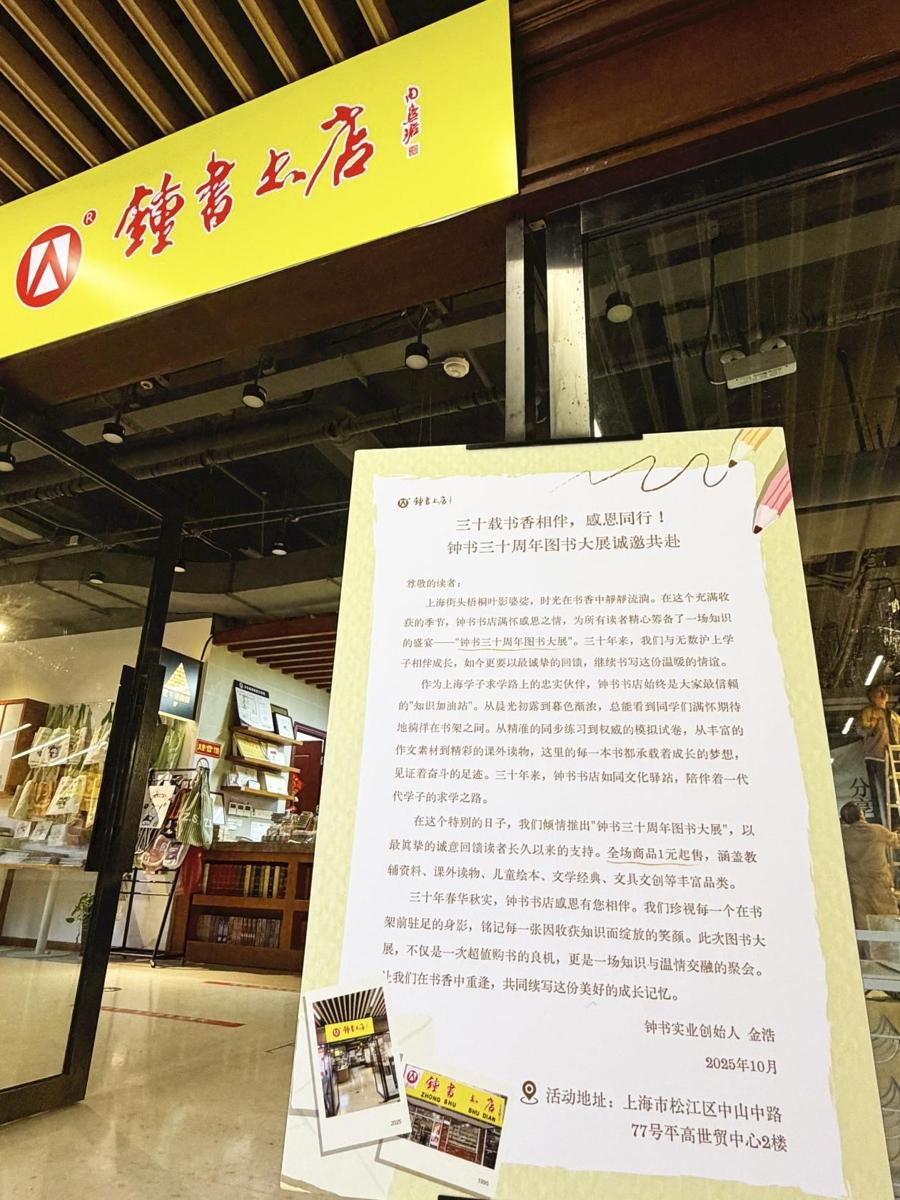 鐘書书店
®
鐘書书店
三十载书香相伴，感恩同行！
钟书三十周年图书大展诚邀共赴
尊敬的读者：
上海街头梧桐叶影婆娑，时光在书香中静静流淌。在这个充满收
获的季节，钟书书店满怀感恩之情，为所有读者精心筹备了一场知识
的盛宴——"钟书三十周年图书大展"。三十年来，我们与无数沪上学
子相伴成长，如今更要以最诚挚的回馈，继续书写这份温暖的情谊。
作为上海学子求学路上的忠实伙伴，钟书书店始终是大家最信赖
的"知识加油站"。从晨光初露到暮色渐浓，总能看到同学们满怀期待
地徜徉在书架之间。从精准的同步练习到权威的模拟试卷，从丰富的
作文素材到精彩的课外读物，这里的每一本书都承载着成长的梦想，
见证着奋斗的足迹。三十年来，钟书书店如同文化驿站，陪伴着一代
代学子的求学之路。
在这个特别的日子，我们倾情推出"钟书三十周年图书大展"，以
最真挚的诚意回馈读者长久以来的支持。全场商品1元起售，涵盖教
辅资料、课外读物、儿童绘本、文学经典、文具文创等丰富品类。
三十年春华秋实，钟书书店感恩有您相伴。我们珍视每一个在书
架前驻足的身影，铭记每一张因收获知识而绽放的笑颜。此次图书大
展，不仅是一次超值购书的良机，更是一场知识与温情交融的聚会。
让我们在书香中重逢，共同续写这份美好的成长记忆。
钟书实业创始人 金浩
2025年10月
活动地址：上海市松江区中山中路
77号平高世贸中心2楼
鐘書书店
2025
鐘書书店
ZHONG SHU SHU DIAN
1995
Z.S.
分享